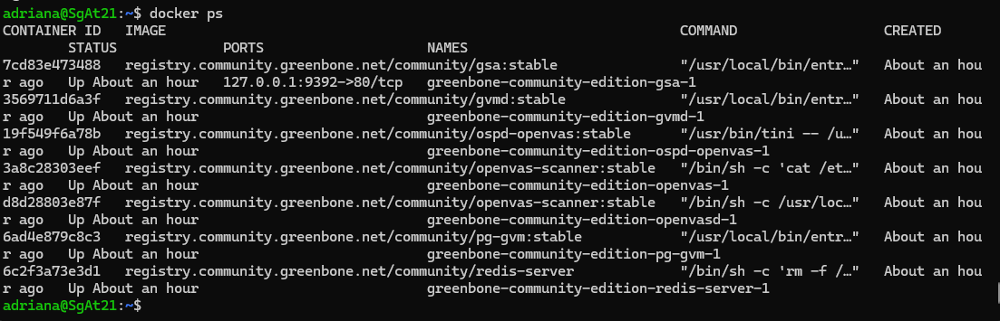 adriana@SgAt21:~$ docker ps
CONTAINER ID   IMAGE                                                                COMMAND                  CREATED
        STATUS             PORTS                    NAMES
7cd83e473488   registry.community.greenbone.net/community/gsa:stable                "/usr/local/bin/entr…"   About an hou
r ago   Up About an hour   127.0.0.1:9392->80/tcp   greenbone-community-edition-gsa-1
3569711d6a3f   registry.community.greenbone.net/community/gvmd:stable               "/usr/local/bin/entr…"   About an hou
r ago   Up About an hour                            greenbone-community-edition-gvmd-1
19f549f6a78b   registry.community.greenbone.net/community/ospd-openvas:stable       "/usr/bin/tini -- /u…"   About an hou
r ago   Up About an hour                            greenbone-community-edition-ospd-openvas-1
3a8c28303eef   registry.community.greenbone.net/community/openvas-scanner:stable    "/bin/sh -c 'cat /et…"   About an hou
r ago   Up About an hour                            greenbone-community-edition-openvas-1
d8d28803e87f   registry.community.greenbone.net/community/openvas-scanner:stable    "/bin/sh -c /usr/loc…"   About an hou
r ago   Up About an hour                            greenbone-community-edition-openvasd-1
6ad4e879c8c3   registry.community.greenbone.net/community/pg-gvm:stable             "/usr/local/bin/entr…"   About an hou
r ago   Up About an hour                            greenbone-community-edition-pg-gvm-1
6c2f3a73e3d1   registry.community.greenbone.net/community/redis-server              "/bin/sh -c 'rm -f /…"   About an hou
r ago   Up About an hour                            greenbone-community-edition-redis-server-1
adriana@SgAt21:~$